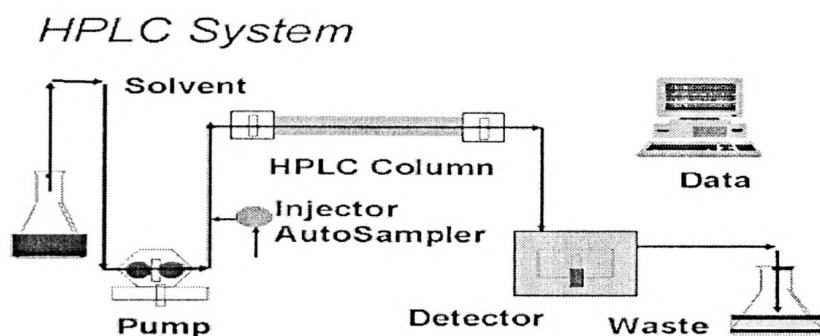 HPLC System
Solvent
HPLC Column
Data
Injector
AutoSampler
Pump
Detector
Waste